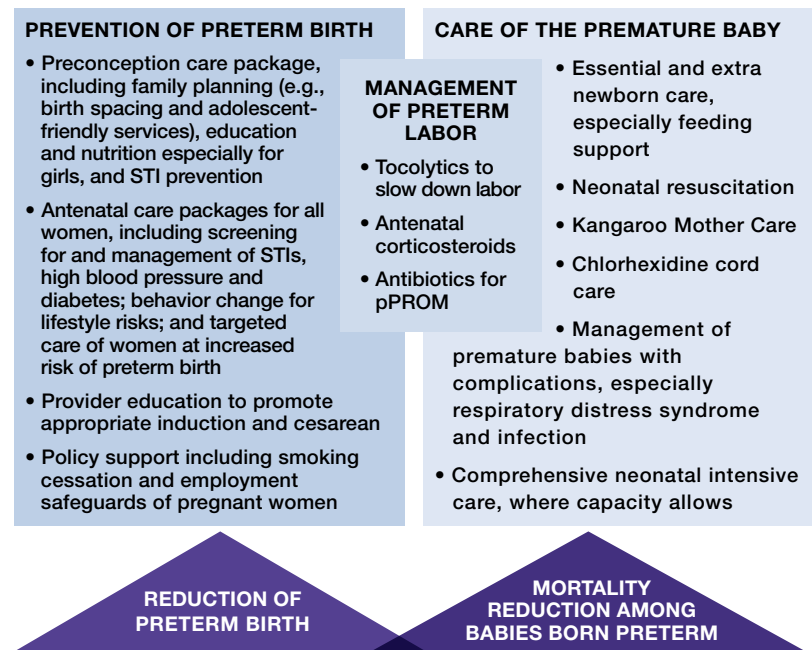 PREVENTION OF PRETERM BIRTH
• Preconception care package,
including family planning (e.g.,
birth spacing and adolescent-
friendly services), education
and nutrition especially for
girls, and STI prevention
• Antenatal care packages for all
women, including screening
for and management of STIs,
high blood pressure and
diabetes; behavior change for
lifestyle risks; and targeted
care of women at increased
risk of preterm birth
• Provider education to promote
appropriate induction and cesarean
• Policy support including smoking
cessation and employment
safeguards of pregnant women
MANAGEMENT
OF PRETERM
LABOR
• Tocolytics to
slow down labor
• Antenatal
corticosteroids
• Antibiotics for
pPROM
CARE OF THE PREMATURE BABY
• Essential and extra
newborn care,
especially feeding
support
• Neonatal resuscitation
• Kangaroo Mother Care
• Chlorhexidine cord
care
• Management of
premature babies with
complications, especially
respiratory distress syndrome
and infection
• Comprehensive neonatal intensive
care, where capacity allows
REDUCTION OF
PRETERM BIRTH
MORTALITY
REDUCTION AMONG
BABIES BORN PRETERM